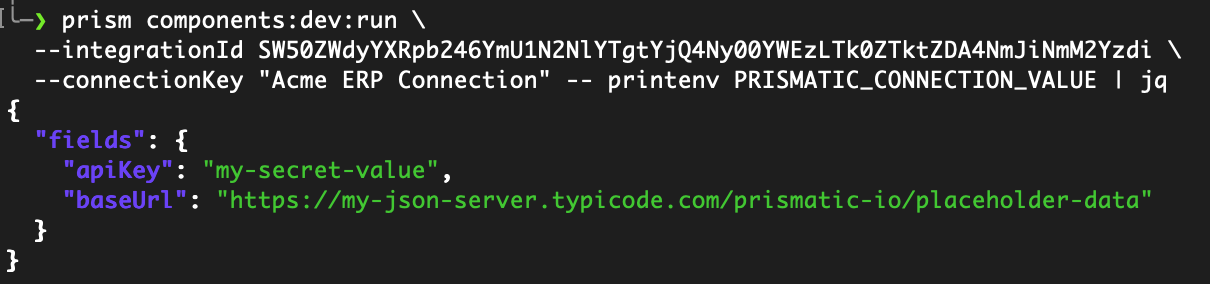 ❯ prism components:dev:run \
--integrationId SW50ZWdyYXRpb246YmU1N2NlYTgtYjQ4Ny00YWEzLTk0ZTktZDA4NmJiNmM2Yzdi \
--connectionKey "Acme ERP Connection" -- printenv PRISMATIC_CONNECTION_VALUE | jq
{
  "fields": {
    "apiKey": "my-secret-value",
    "baseUrl": "https://my-json-server.typicode.com/prismatic-io/placeholder-data"
  }
}